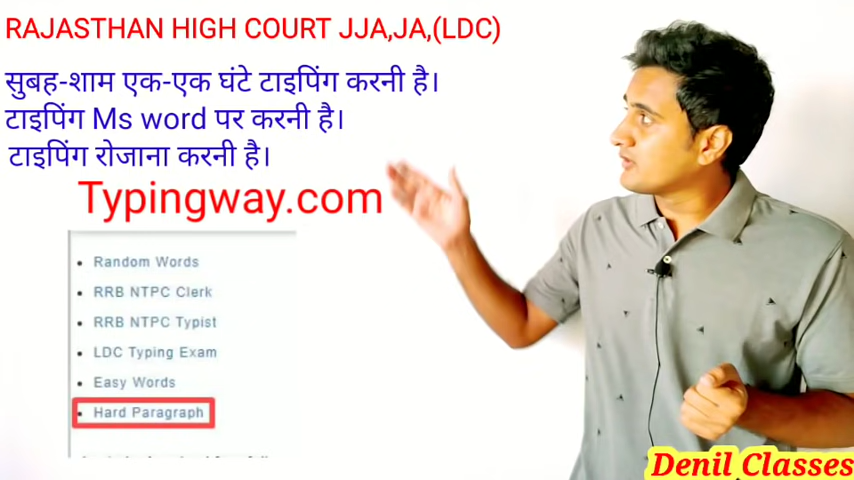 RAJASTHAN HIGH COURT JJA,JA,(LDC)
सुबह-शाम एक-एक घंटे टाइपिंग करनी है।
टाइपिंग Ms word पर करनी है।
टाइपिंग रोजाना करनी है।
Typingway.com
Random Words
RRB NTPC Clerk
RRB NTPC Typist
LDC Typing Exam
Easy Words
Hard Paragraph
Denil Classes